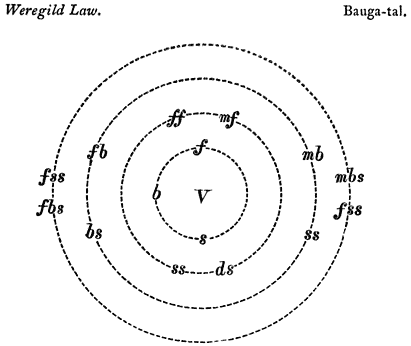 Weregild Law. Bauga-tal.
ff mf
f
fb mb
fss mbs
b V
fbs fss
bs s ss
ss ds